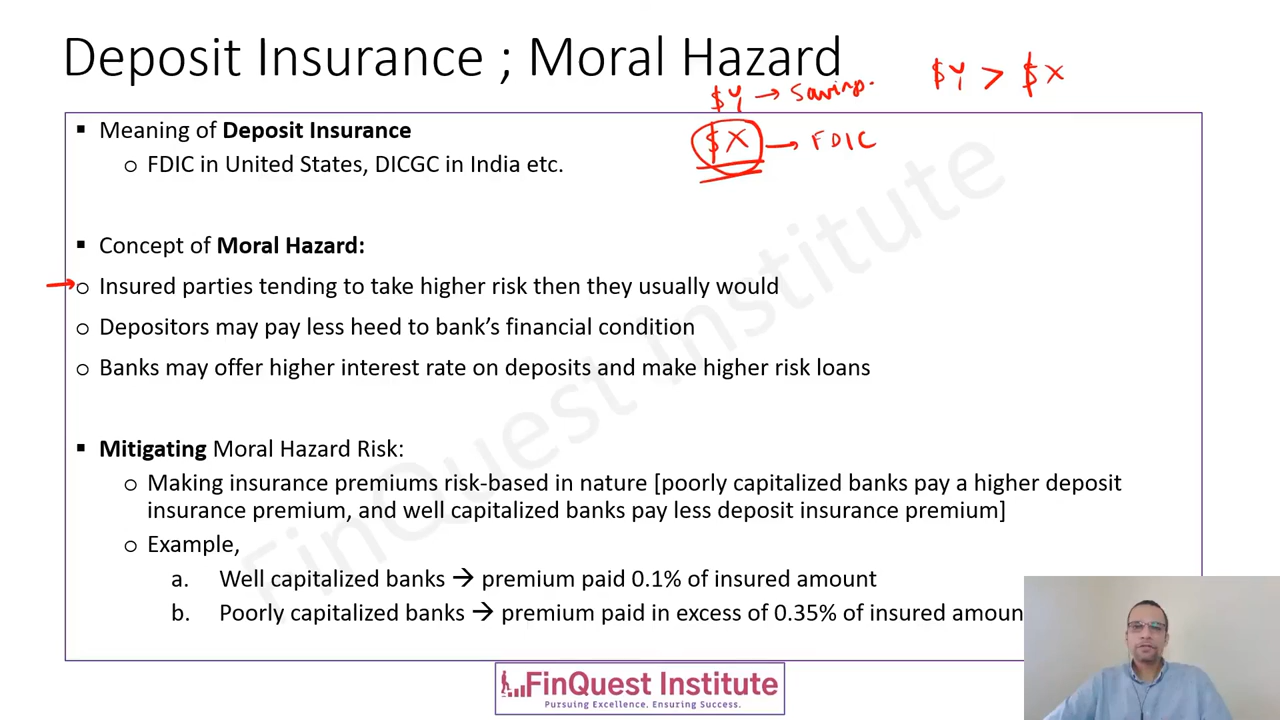 Deposit Insurance ; Moral Hazard
$Y → Saving.
$Y > $X
▪ Meaning of Deposit Insurance
$X → FDIC
o FDIC in United States, DICGC in India etc.
▪ Concept of Moral Hazard:
o Insured parties tending to take higher risk then they usually would
o Depositors may pay less heed to bank's financial condition
o Banks may offer higher interest rate on deposits and make higher risk loans
▪ Mitigating Moral Hazard Risk:
o Making insurance premiums risk-based in nature [poorly capitalized banks pay a higher deposit
insurance premium, and well capitalized banks pay less deposit insurance premium]
o Example,
a. Well capitalized banks → premium paid 0.1% of insured amount
b. Poorly capitalized banks → premium paid in excess of 0.35% of insured amoun
FinQuest Institute
FinQuest Institute
Pursuing Excellence. Ensuring Success.